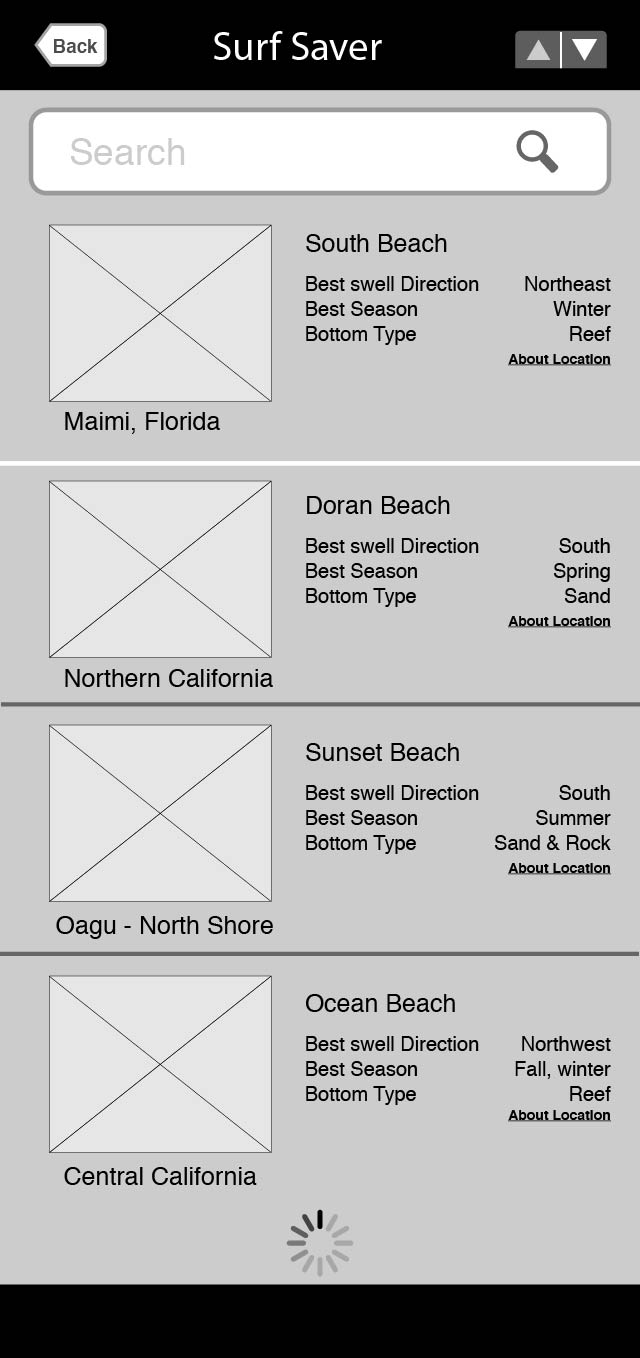 Back
Surf Saver
Search
South Beach
Best swell Direction Northeast
Best Season Winter
Bottom Type Reef
About Location
Maimi, Florida
Doran Beach
Best swell Direction South
Best Season Spring
Bottom Type Sand
About Location
Northern California
Sunset Beach
Best swell Direction South
Best Season Summer
Bottom Type Sand & Rock
About Location
Oagu - North Shore
Ocean Beach
Best swell Direction Northwest
Best Season Fall, winter
Bottom Type Reef
About Location
Central California